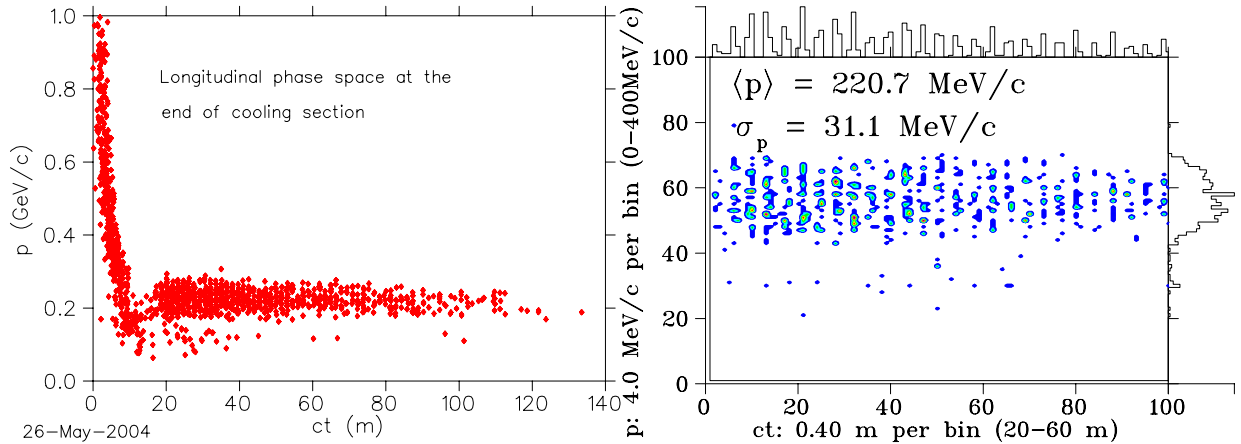 1.0
0.8
0.6
0.4
0.2
0.0
p (GeV/c)
Longitudinal phase space at the
end of cooling section
0 20 40 60 80 100 120 140
ct (m)
26-May-2004
p: 4.0 MeV/c per bin (0-400MeV/c)
100
80
60
40
20
0
⟨p⟩ = 220.7 MeV/c
σp = 31.1 MeV/c
0 20 40 60 80 100
ct: 0.40 m per bin (20-60 m)